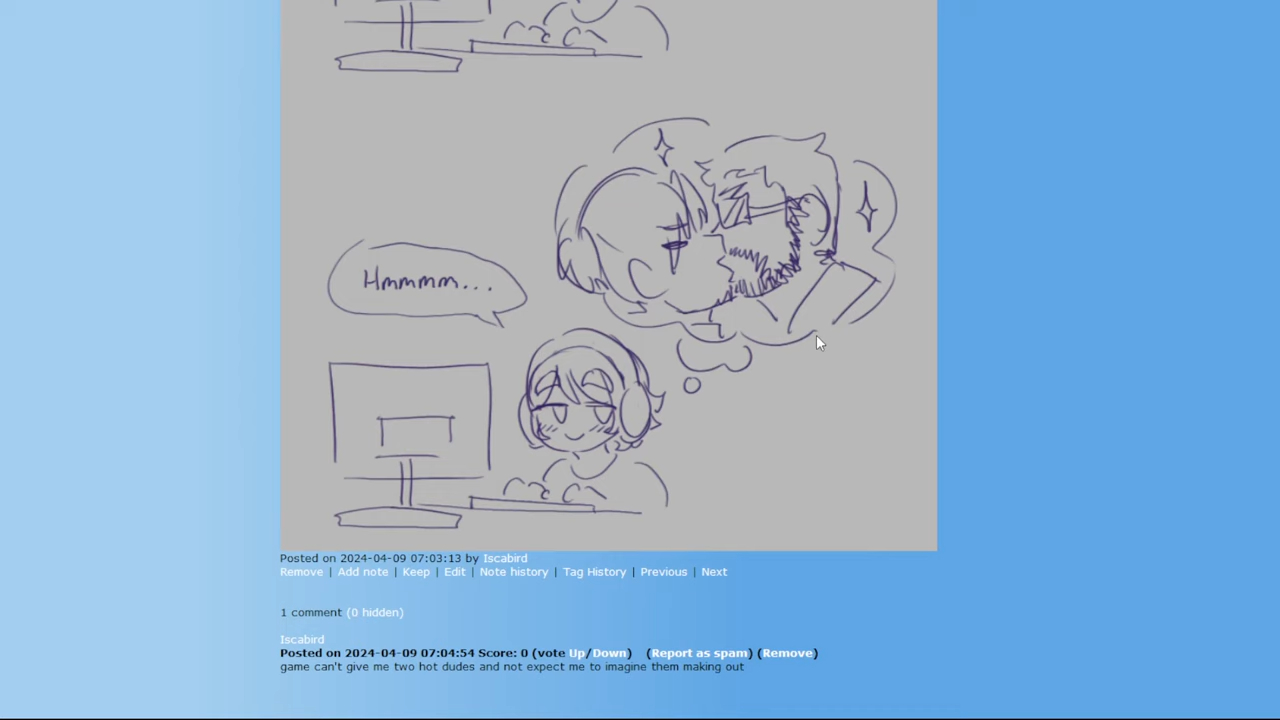 Hmmmm...
Posted on 2024-04-09 07:03:13 by Iscabird
Remove | Add note | Keep | Edit | Note history | Tag History | Previous | Next
1 comment (0 hidden)
Iscabird
Posted on 2024-04-09 07:04:54 Score: 0 (vote Up/Down) (Report as spam) (Remove)
game can't give me two hot dudes and not expect me to imagine them making out